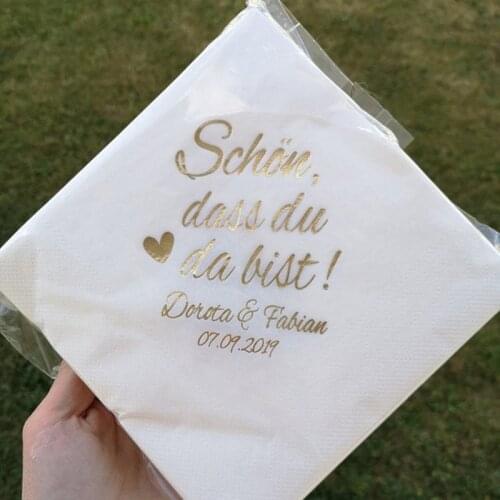 Schön,
dass du
da bist!
Dorota & Fabian
07.09.2019